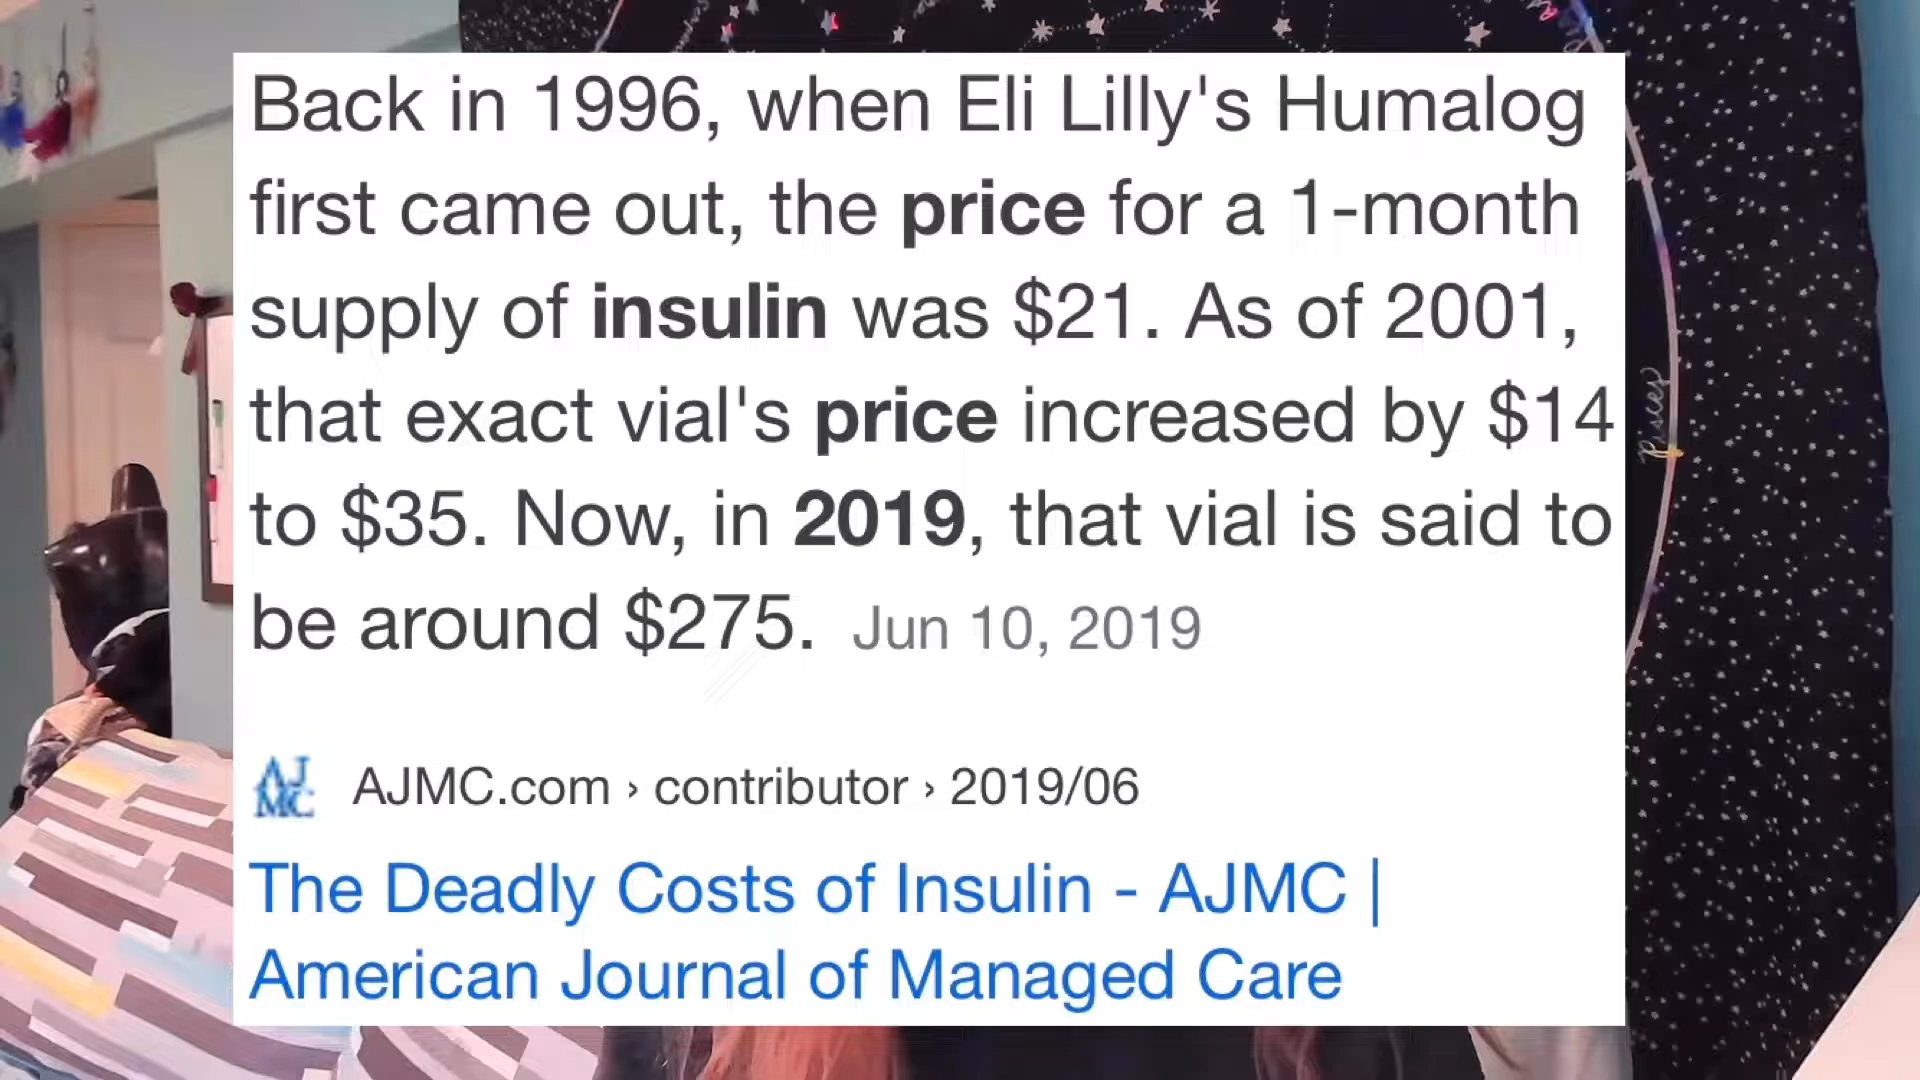 Back in 1996, when Eli Lilly's Humalog
first came out, the price for a 1-month
supply of insulin was $21. As of 2001,
that exact vial's price increased by $14
to $35. Now, in 2019, that vial is said to
be around $275. Jun 10, 2019
AJ
MC
AJMC.com › contributor › 2019/06
The Deadly Costs of Insulin - AJMC |
American Journal of Managed Care
Pisces